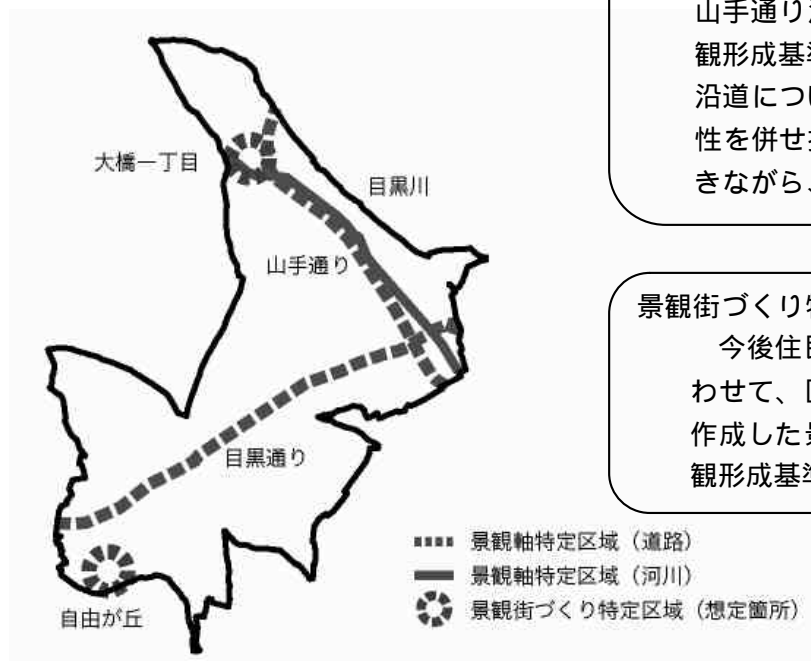 大橋一丁目
目黒川
山手通り
目黒通り
自由が丘
景観軸特定区域（道路）
景観軸特定区域（河川）
景観街づくり特定区域（想定箇所）
山手通り
観形成基準
沿道につい
性を併せ
きながら、
景観街づくり
今後住
わせて、
作成した
観形成基準